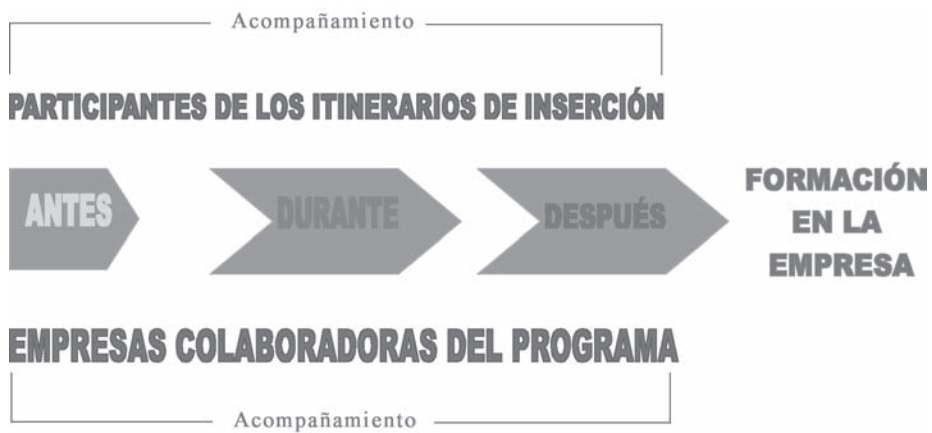 Acompañamiento
PARTICIPANTES DE LOS ITINERARIOS DE INSERCIÓN
ANTES
DURANTE
DESPUÉS
FORMACIÓN
EN LA
EMPRESA
EMPRESAS COLABORADORAS DEL PROGRAMA
Acompañamiento